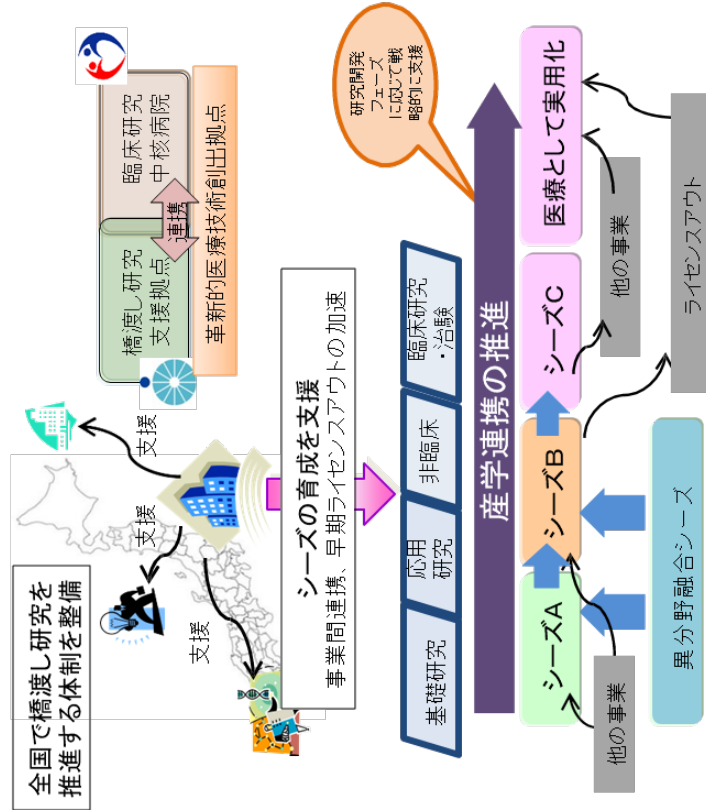 全国で橋渡し研究を
推進する体制を整備
支援
支援
支援
橋渡し研究
支援拠点
連携
臨床研究
中核病院
革新的医療技術創出拠点
シーズの育成を支援
事業間連携、早期ライセンスアウトの加速
基礎研究
応用
研究
非臨床
臨床研究
・治験
研究開発
フェーズ
に応じて戦
略的に支援
産学連携の推進
シーズA
シーズB
シーズC
医療として実用化
他の事業
他の事業
異分野融合シーズ
ライセンスアウト